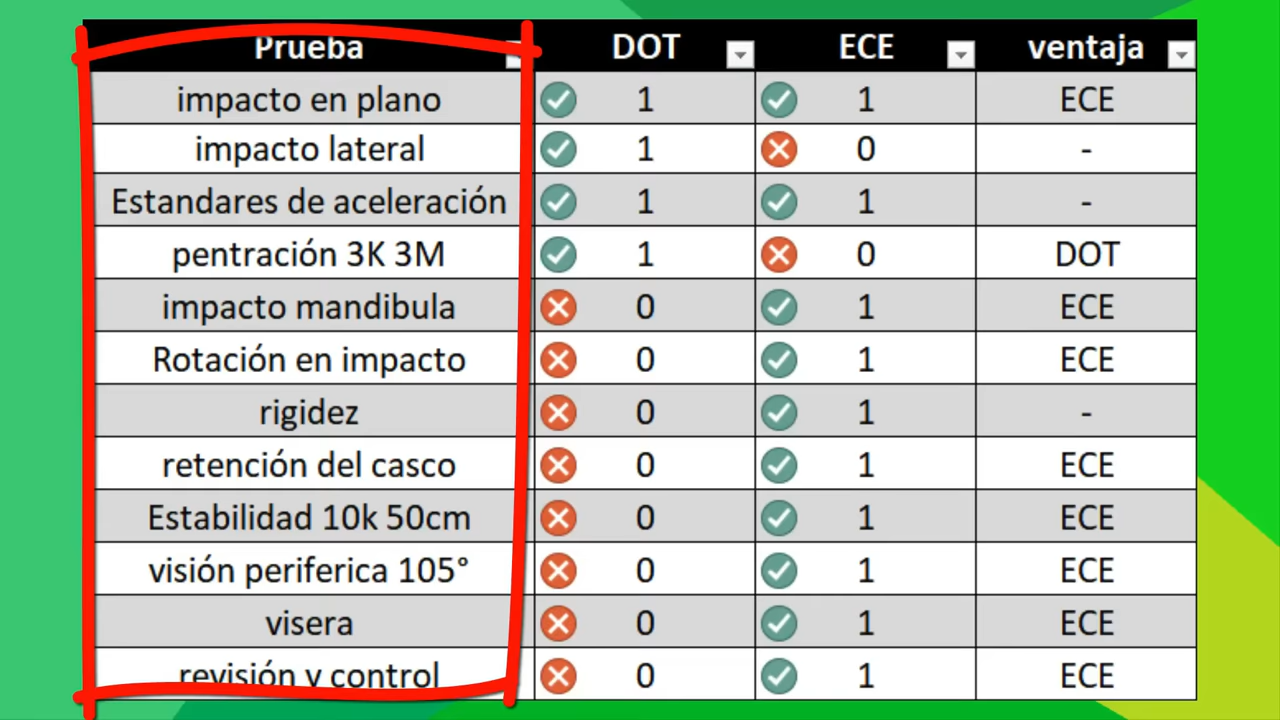 Prueba DOT ECE ventaja
impacto en plano 1 1 ECE
impacto lateral 1 0 -
Estandares de aceleración 1 1 -
pentración 3K 3M 1 0 DOT
impacto mandibula 0 1 ECE
Rotación en impacto 0 1 ECE
rigidez 0 1 -
retención del casco 0 1 ECE
Estabilidad 10k 50cm 0 1 ECE
visión periferica 105° 0 1 ECE
visera 0 1 ECE
revisión y control 0 1 ECE